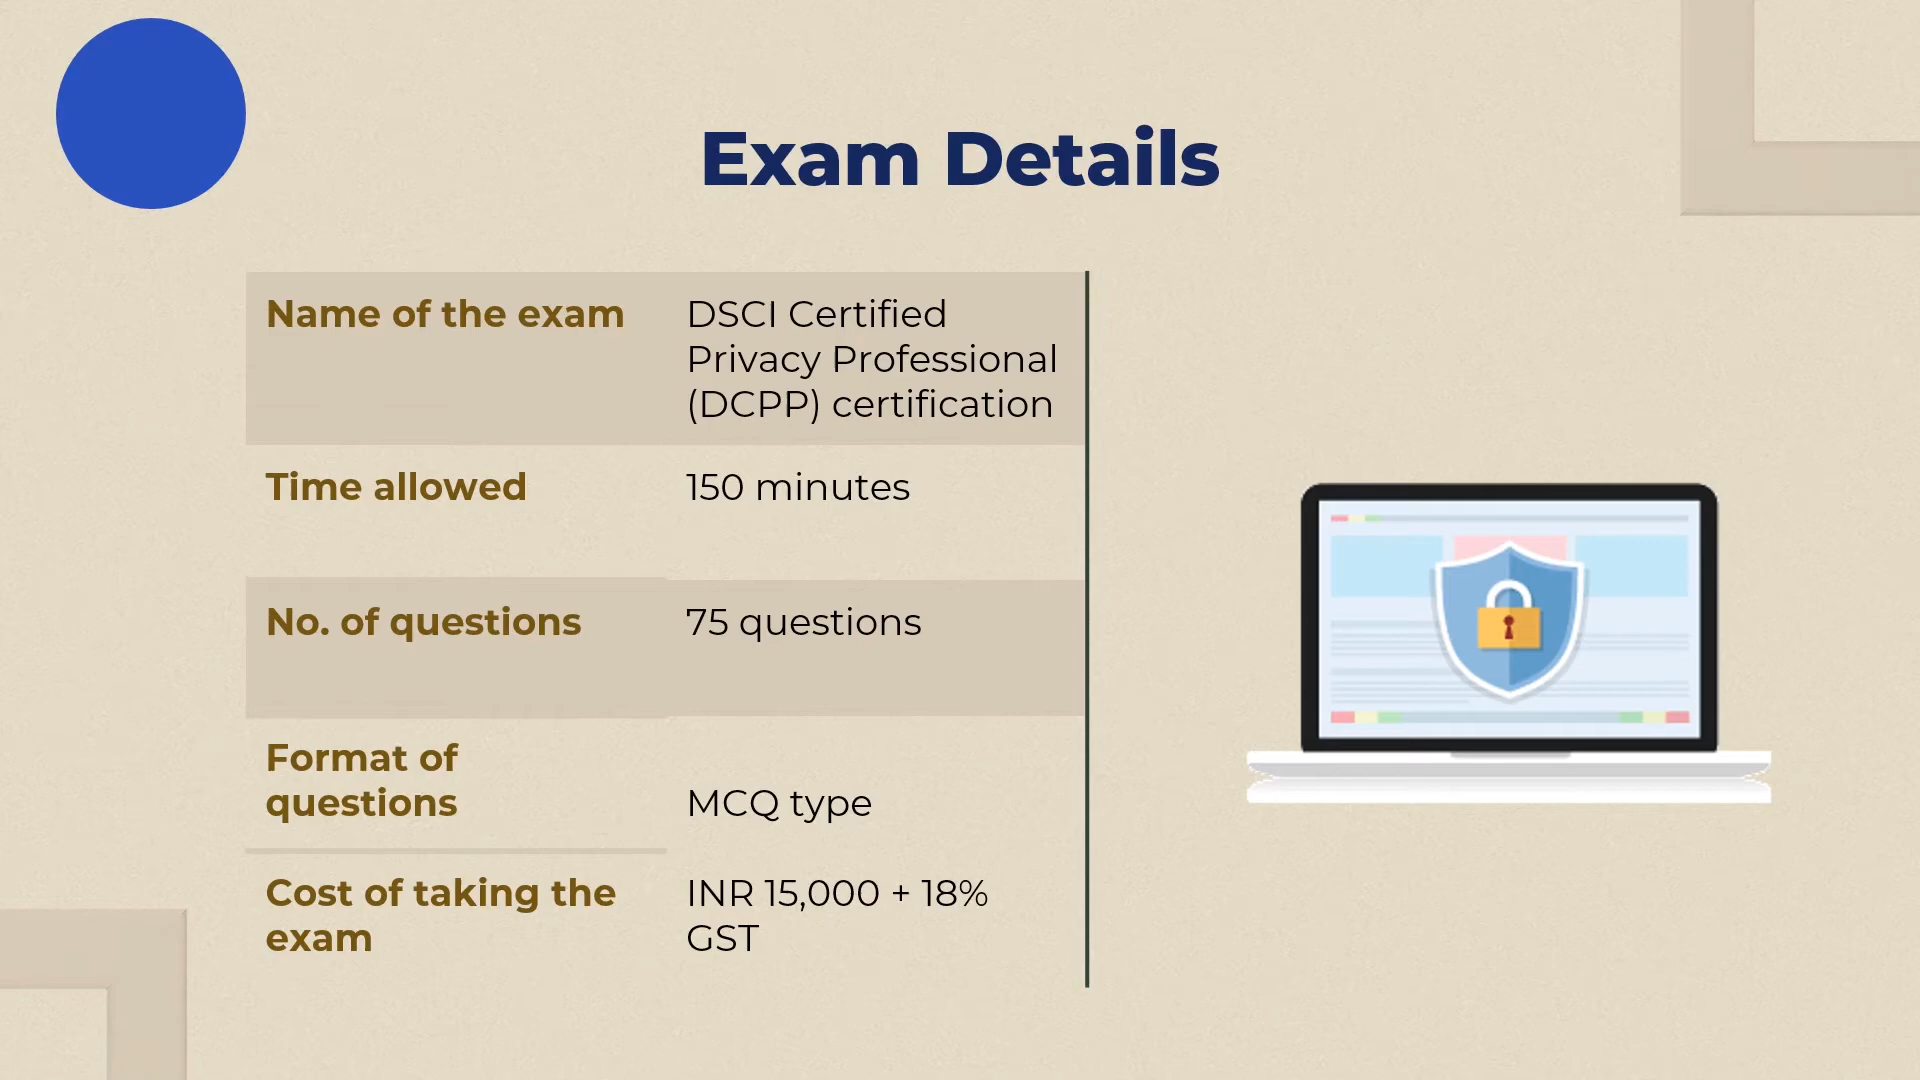 Exam Details
Name of the exam
DSCI Certified
Privacy Professional
(DCPP) certification
Time allowed
150 minutes
No. of questions
75 questions
Format of
questions
MCQ type
Cost of taking the
exam
INR 15,000 + 18%
GST